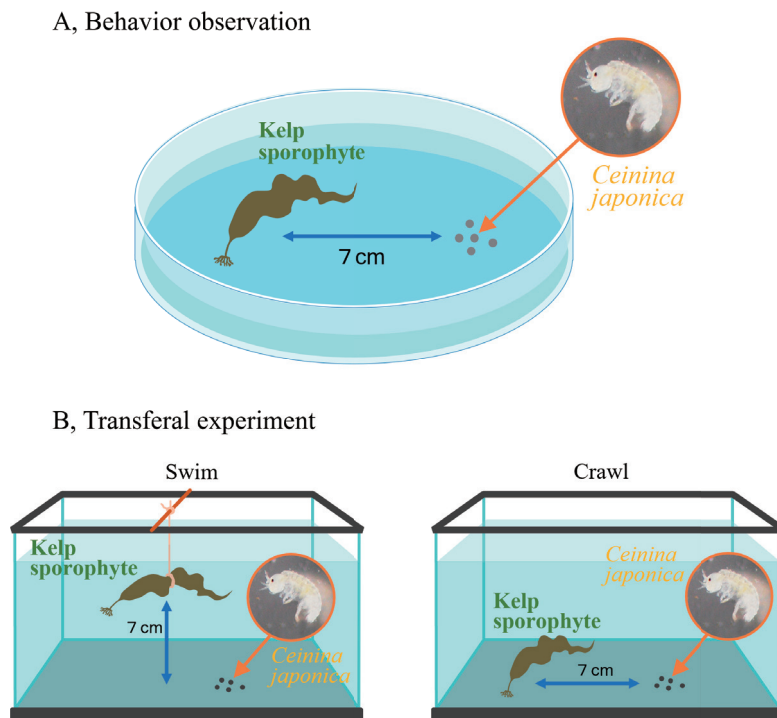 A, Behavior observation
Kelp
sporophyte
Ceinina
japonica
7 cm
B, Transferal experiment
Swim
Kelp
sporophyte
7 cm
Ceinina
japonica
Crawl
Ceinina
japonica
Kelp
sporophyte
7 cm